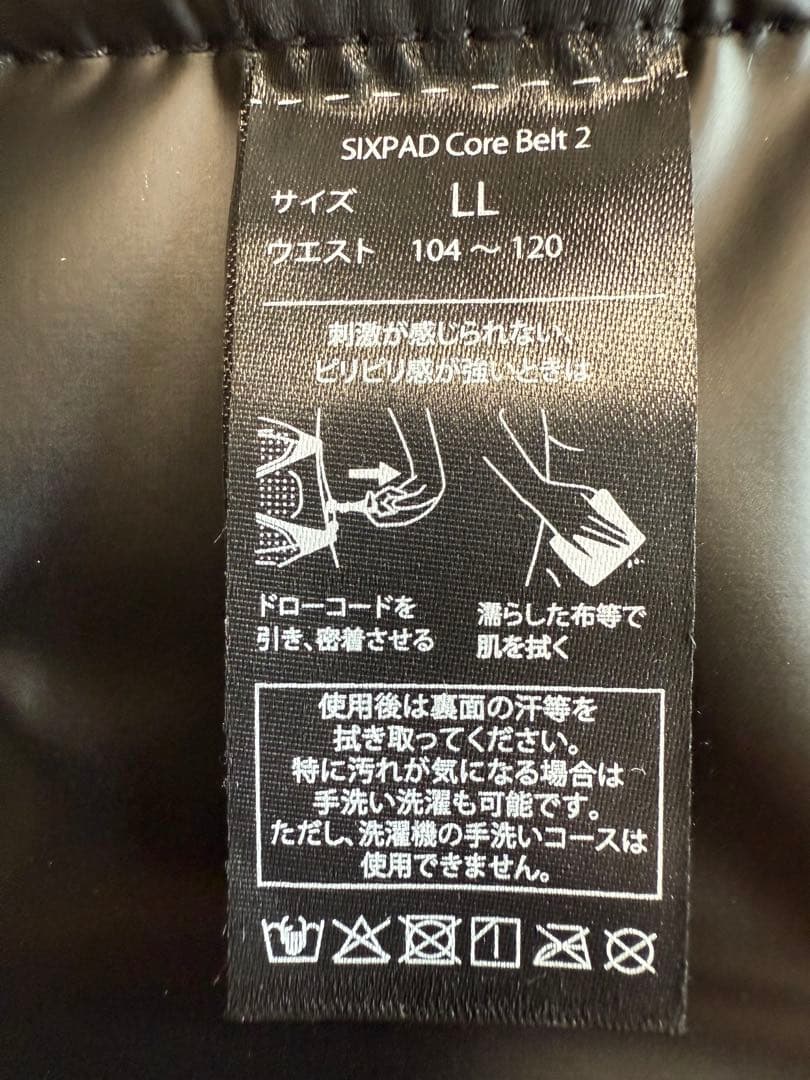 SIXPAD Core Belt 2
サイズ LL
ウエスト 104～120
刺激が感じられない、
ピリピリ感が強いときは
ドローコードを
引き、密着させる
濡らした布等で
肌を拭く
使用後は裏面の汗等を
拭き取ってください。
特に汚れが気になる場合は
手洗い洗濯も可能です。
ただし、洗濯機の手洗いコースは
使用できません。